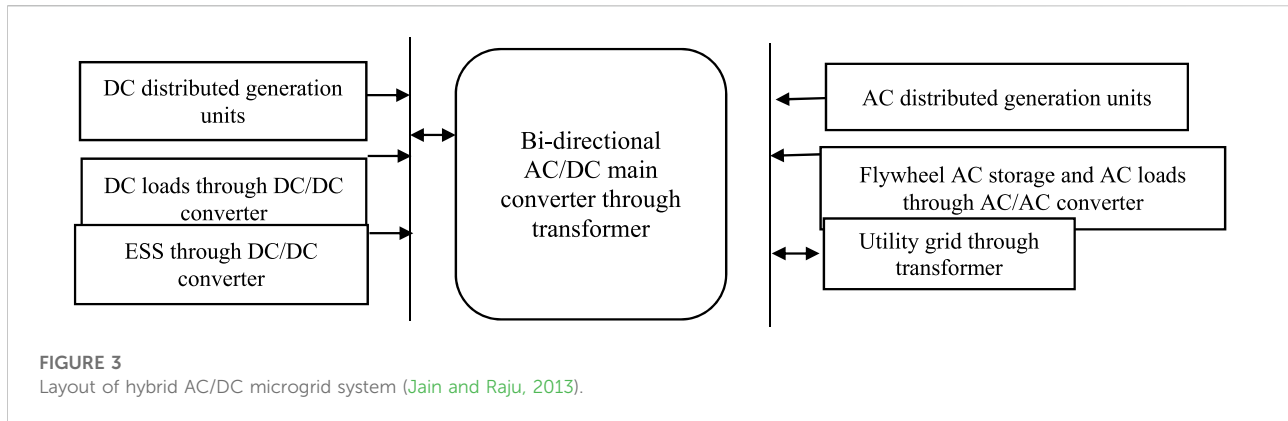 DC distributed generation
units
DC loads through DC/DC
converter
ESS through DC/DC
converter
Bi-directional
AC/DC main
converter through
transformer
AC distributed generation units
Flywheel AC storage and AC loads
through AC/AC converter
Utility grid through
transformer
FIGURE 3
Layout of hybrid AC/DC microgrid system (Jain and Raju, 2013).